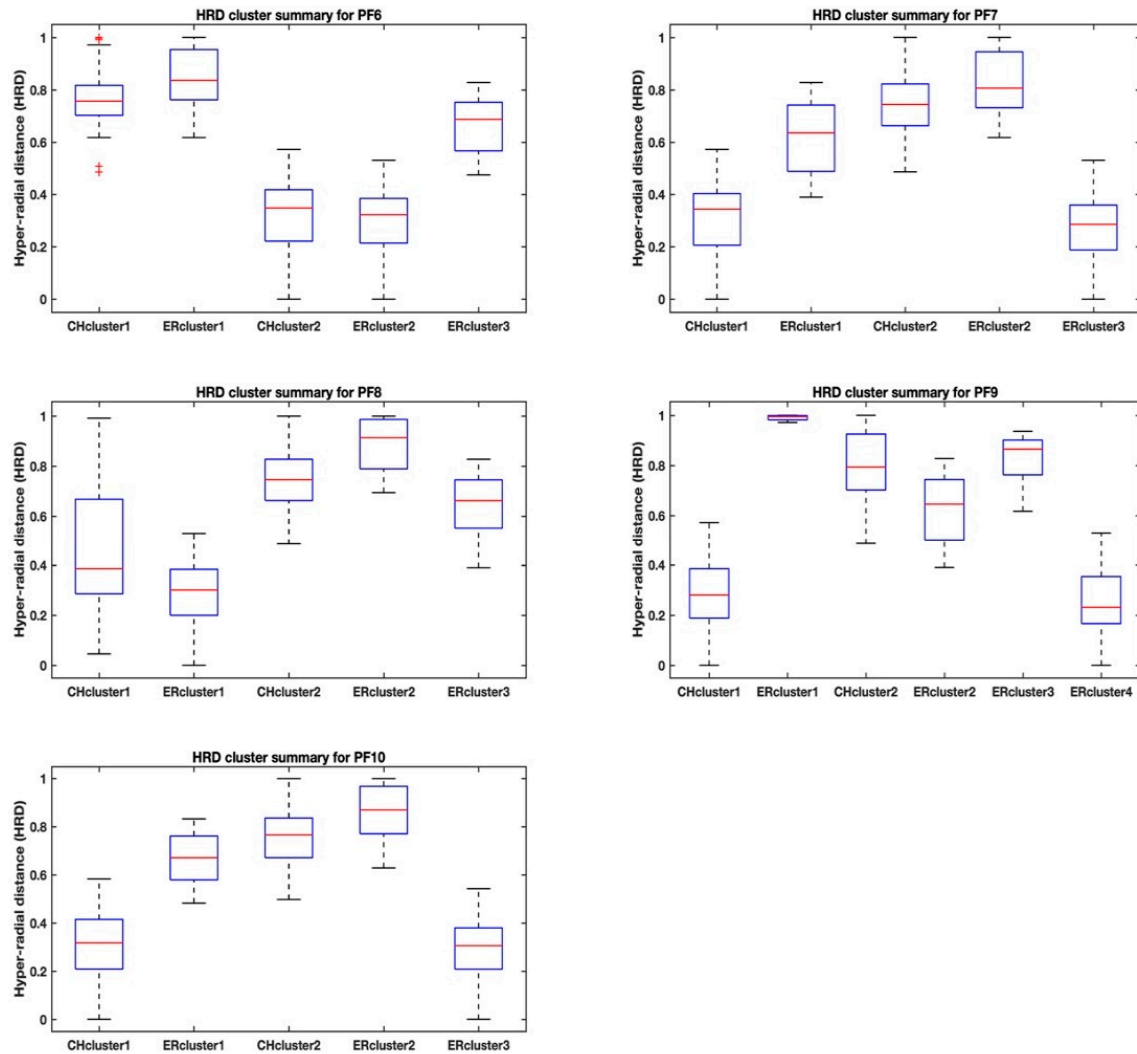 HRD cluster summary for PF6
Hyper-radial distance (HRD)
1
0.8
0.6
0.4
0.2
0
CHcluster1 ERcluster1 CHcluster2 ERcluster2 ERcluster3
HRD cluster summary for PF7
Hyper-radial distance (HRD)
1
0.8
0.6
0.4
0.2
0
CHcluster1 ERcluster1 CHcluster2 ERcluster2 ERcluster3
HRD cluster summary for PF8
Hyper-radial distance (HRD)
1
0.8
0.6
0.4
0.2
0
CHcluster1 ERcluster1 CHcluster2 ERcluster2 ERcluster3
HRD cluster summary for PF9
Hyper-radial distance (HRD)
1
0.8
0.6
0.4
0.2
0
CHcluster1 ERcluster1 CHcluster2 ERcluster2 ERcluster3 ERcluster4
HRD cluster summary for PF10
Hyper-radial distance (HRD)
1
0.8
0.6
0.4
0.2
0
CHcluster1 ERcluster1 CHcluster2 ERcluster2 ERcluster3